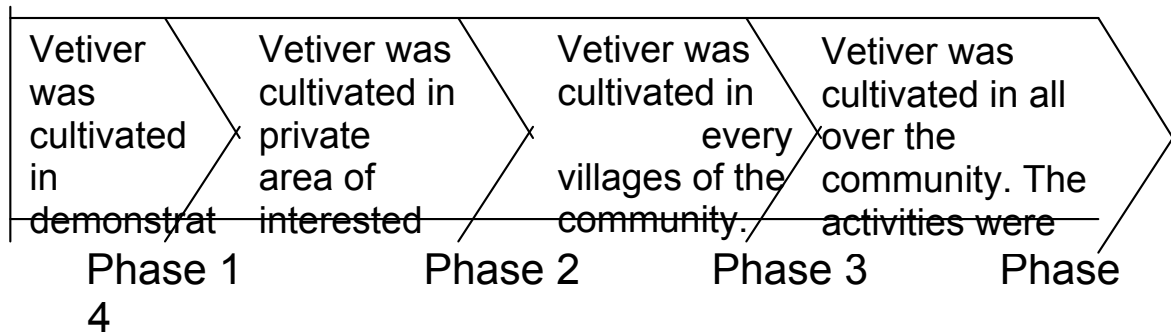 Vetiver
was
cultivated
in
demonstrat
Vetiver was
cultivated in
private
area of
interested
Vetiver was
cultivated in
every
villages of the
community.
Vetiver was
cultivated in all
over the
community. The
activities were
Phase 1 Phase 2 Phase 3 Phase
4